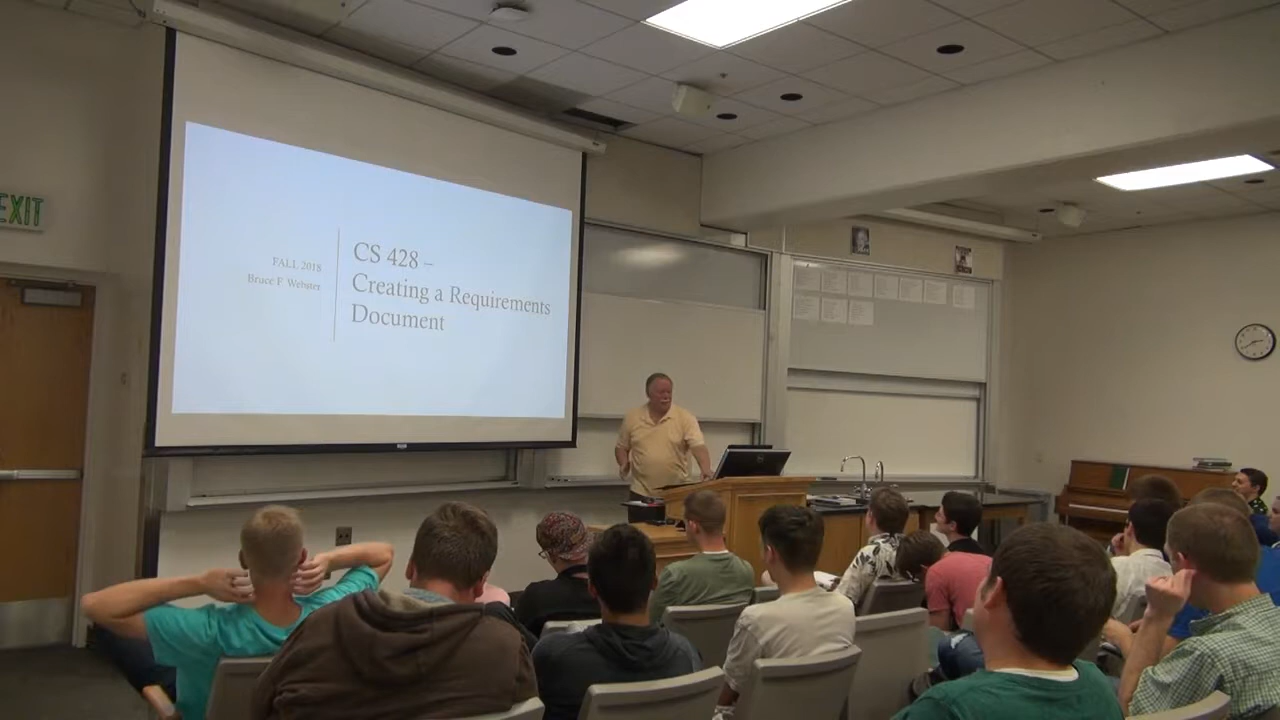 EXIT
FALL 2018
Bruce F. Webster
CS 428 –
Creating a Requirements
Document